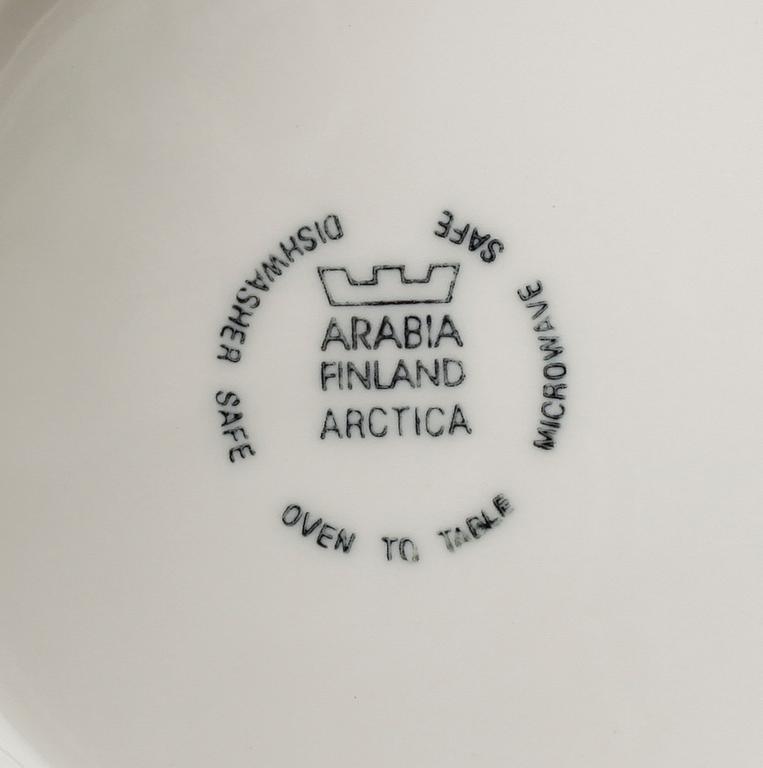 ARABIA
FINLAND
ARCTICA
DISHWASHER SAFE
OVEN TO TABLE
MICROWAVE SAFE